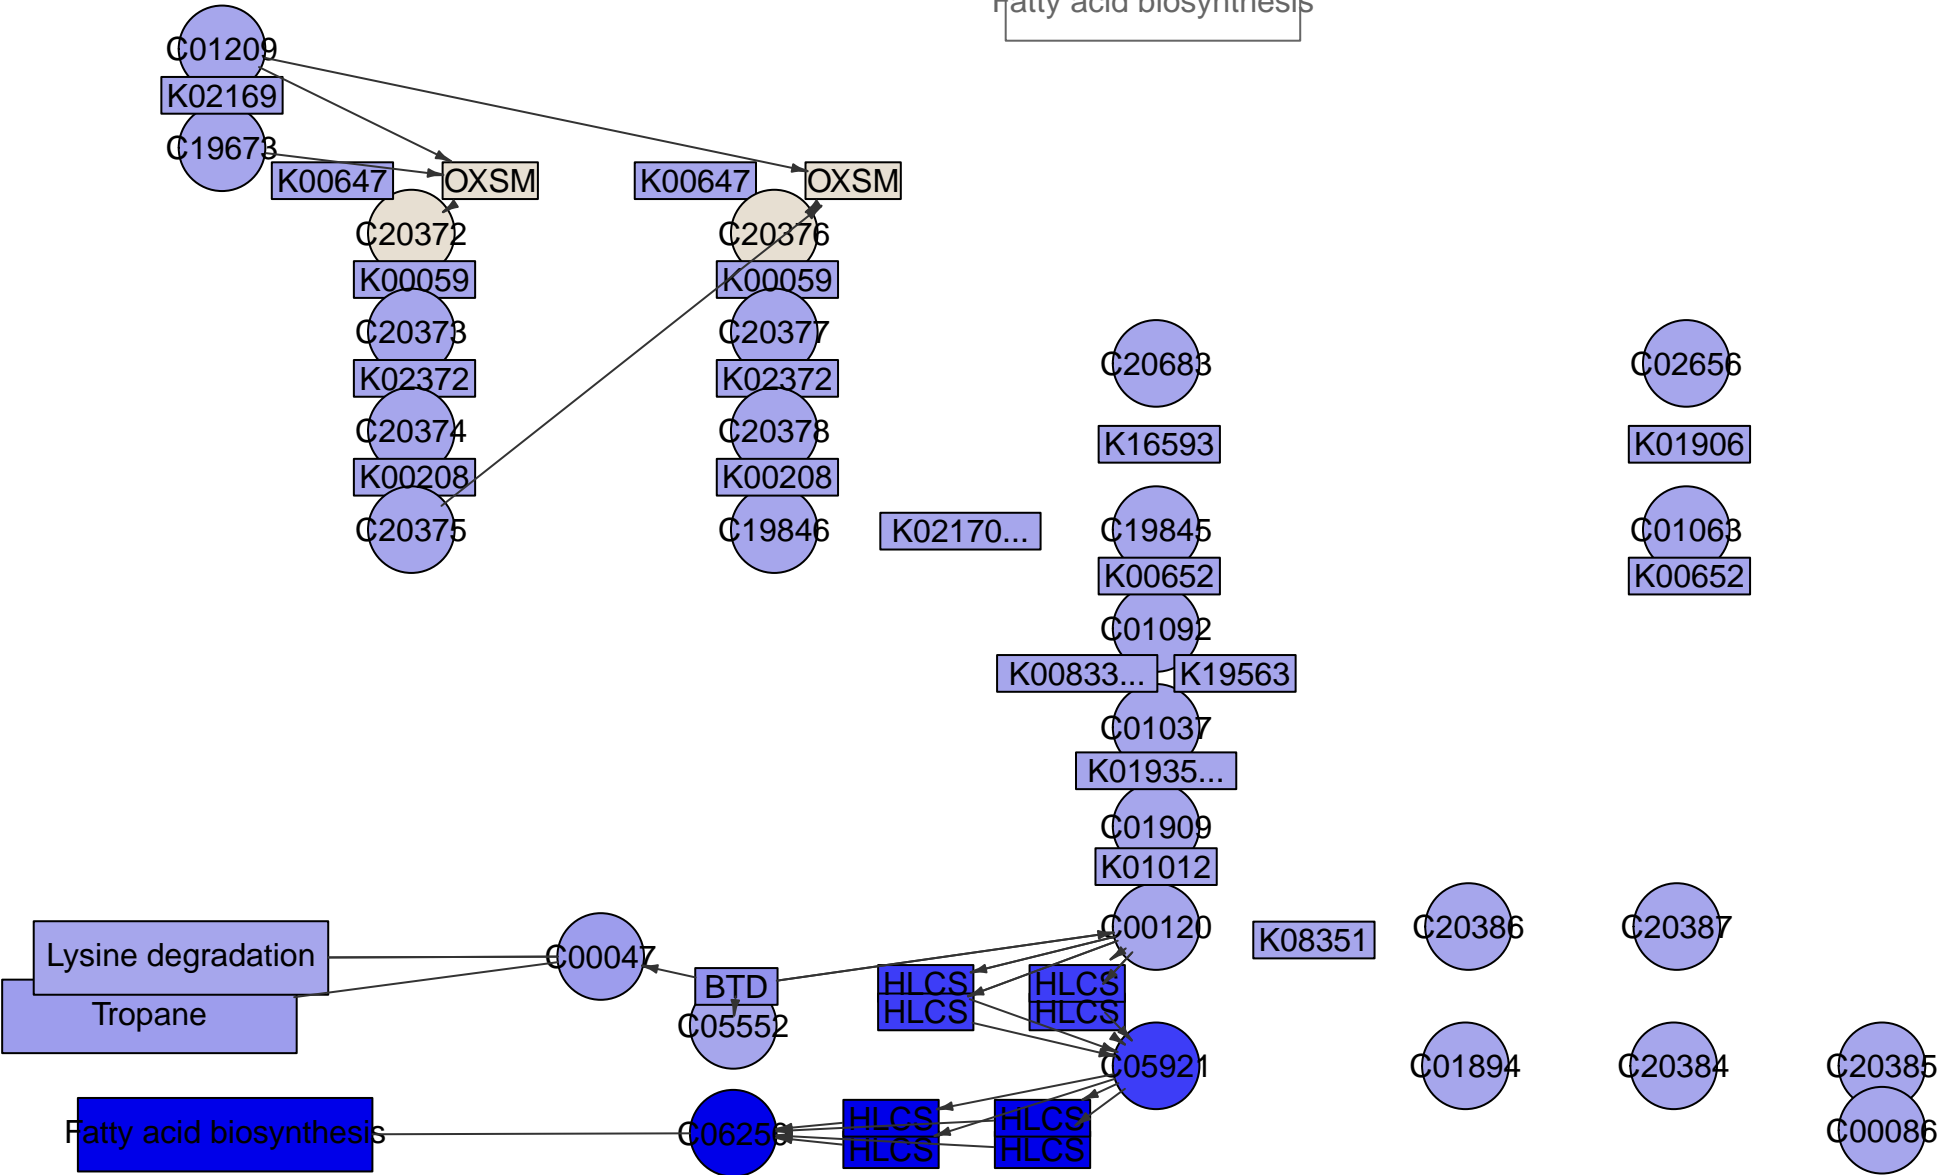 Fatty acid biosynthesis
C01209
K02169
C19673
K00647
OXSM
K00647
OXSM
C20372
C20376
K00059
K00059
C20373
C20377
C20683
C02656
K02372
K02372
C20374
C20378
K16593
K01906
K00208
K00208
C20375
C19846
K02170...
C19845
C01063
K00652
K00652
C01092
K00833...
K19563
C01037
K01935...
C01909
K01012
C00120
K08351
C20386
C20387
Lysine degradation
C00047
BTD
HLCS
HLCS
Tropane
C05552
HLCS
HLCS
C05921
C01894
C20384
C20385
Fatty acid biosynthesis
C06250
HLCS
HLCS
C00086
HLCS
HLCS